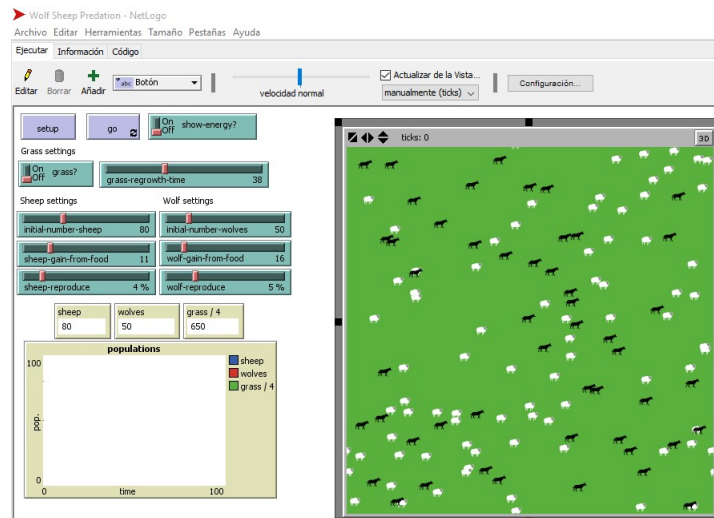 Wolf Sheep Predation - NetLogo
Archivo Editar Herramientas Tamaño Pestañas Ayuda
Ejecutar Información Código
Editar Borrar Añadir abc Botón velocidad normal Actualizar de la Vista... manualmente (ticks) Configuración...
setup go On Off show-energy? ticks: 0 3D
Grass settings
On Off grass? grass-regrowth-time 38
Sheep settings Wolf settings
initial-number-sheep 80 initial-number-wolves 50
sheep-gain-from-food 11 wolf-gain-from-food 16
sheep-reproduce 4 % wolf-reproduce 5 %
sheep wolves grass / 4
80 50 650
populations
100
pop.
0
0 time 100
sheep
wolves
grass / 4